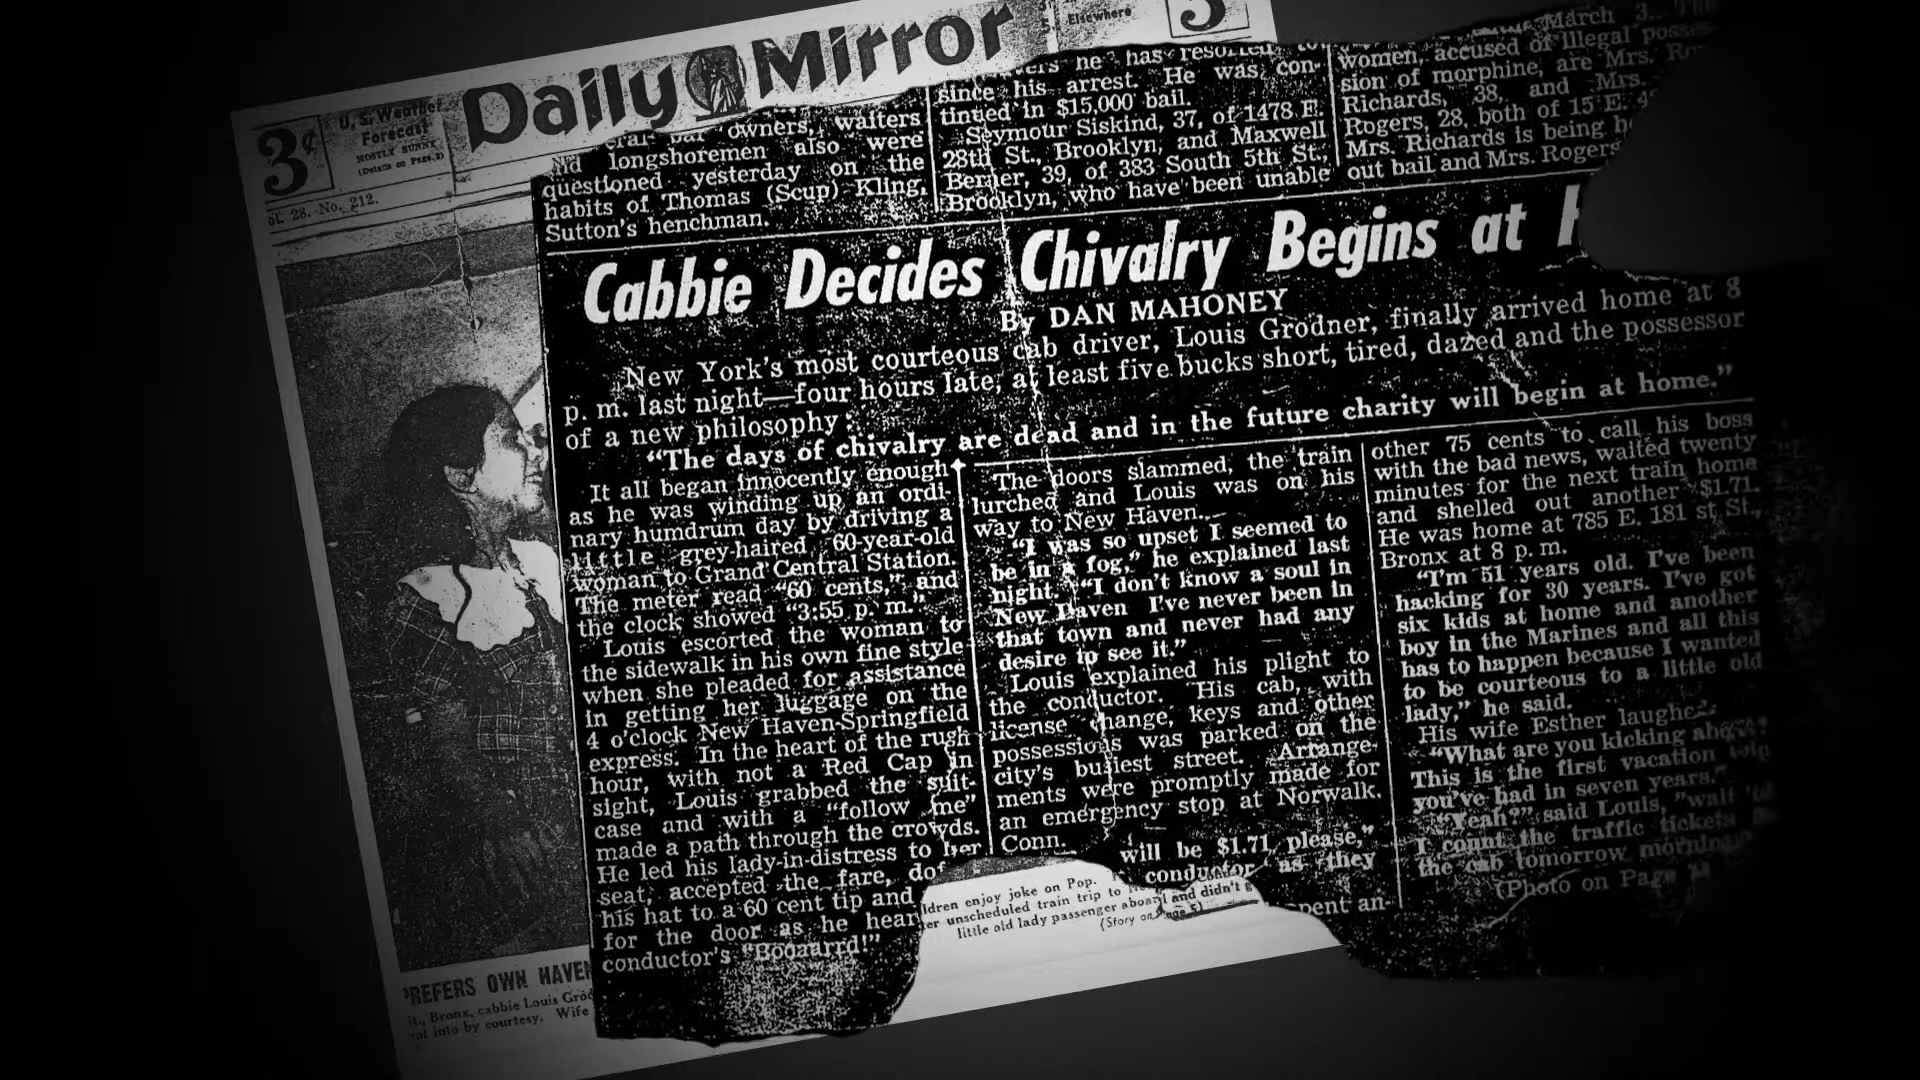 Daily Mirror
Elsewhere
3¢
U.S. Weather
Forecast
MOSTLY SUNNY
(Details on Page 2)
3
ol. 28. No. 212.
owners, waiters
longshoremen also were
questioned yesterday on the
habits of Thomas (Scup) Kling,
Sutton's henchman.
he has resorted to
since his arrest. He was con-
tinued in $15,000 bail.
Seymour Siskind, 37, of 1478 E.
28th St., Brooklyn, and Maxwell
Berner, 39, of 383 South 5th St.,
Brooklyn, who have been unable
March 3.
women, accused of illegal posses-
sion of morphine, are Mrs.
Richards, 38, and Mrs.
Rogers, 28, both of 15 E.
Mrs. Richards is being
out bail and Mrs. Rogers
Cabbie Decides Chivalry Begins at
By DAN MAHONEY
New York's most courteous cab driver, Louis Grodner, finally arrived home at 8
p. m. last night—four hours late, at least five bucks short, tired, dazed and the possessor
of a new philosophy:
"The days of chivalry are dead and in the future charity will begin at home."
It all began innocently enough
as he was winding up an ordi-
nary humdrum day by driving a
little grey-haired 60-year-old
woman to Grand Central Station.
The meter read "60 cents," and
the clock showed "3:55 p. m."
Louis escorted the woman to
the sidewalk in his own fine style
when she pleaded for assistance
in getting her luggage on the
4 o'clock New Haven-Springfield
express. In the heart of the rush
hour, with not a Red Cap in
sight, Louis grabbed the suit-
case and with a "follow me"
made a path through the crowds.
He led his lady-in-distress to her
seat, accepted the fare, dof
his hat to a 60 cent tip and
for the door as he hear
conductor's "Booaarrd!"
The doors slammed, the train
lurched and Louis was on his
way to New Haven.
"I was so upset I seemed to
be in a fog," he explained last
night. "I don't know a soul in
New Haven I've never been in
that town and never had any
desire to see it."
Louis explained his plight to
the conductor. His cab, with
license change, keys and other
possessions was parked on the
city's busiest street. Arrange-
ments were promptly made for
an emergency stop at Norwalk,
Conn.
will be $1.71, please,"
conductor as they
spent an-
other 75 cents to call his boss
with the bad news, waited twenty
minutes for the next train home
and shelled out another $1.71.
He was home at 785 E. 181 st St.,
Bronx at 8 p. m.
"I'm 51 years old. I've been
hacking for 30 years. I've got
six kids at home and another
boy in the Marines and all this
has to happen because I wanted
to be courteous to a little old
lady," he said.
His wife Esther laughed.
"What are you kicking about?
This is the first vacation
you've had in seven years."
"Yeah?" said Louis, "wait 'til
I count the traffic tickets
the cab tomorrow morning
(Photo on Page
PREFERS OWN HAVEN
it., Bronx, cabbie Louis Grod
into by courtesy. Wife
ldren enjoy joke on Pop.
er unscheduled train trip to
little old lady passenger aboard and didn't g
(Story on Page 5)